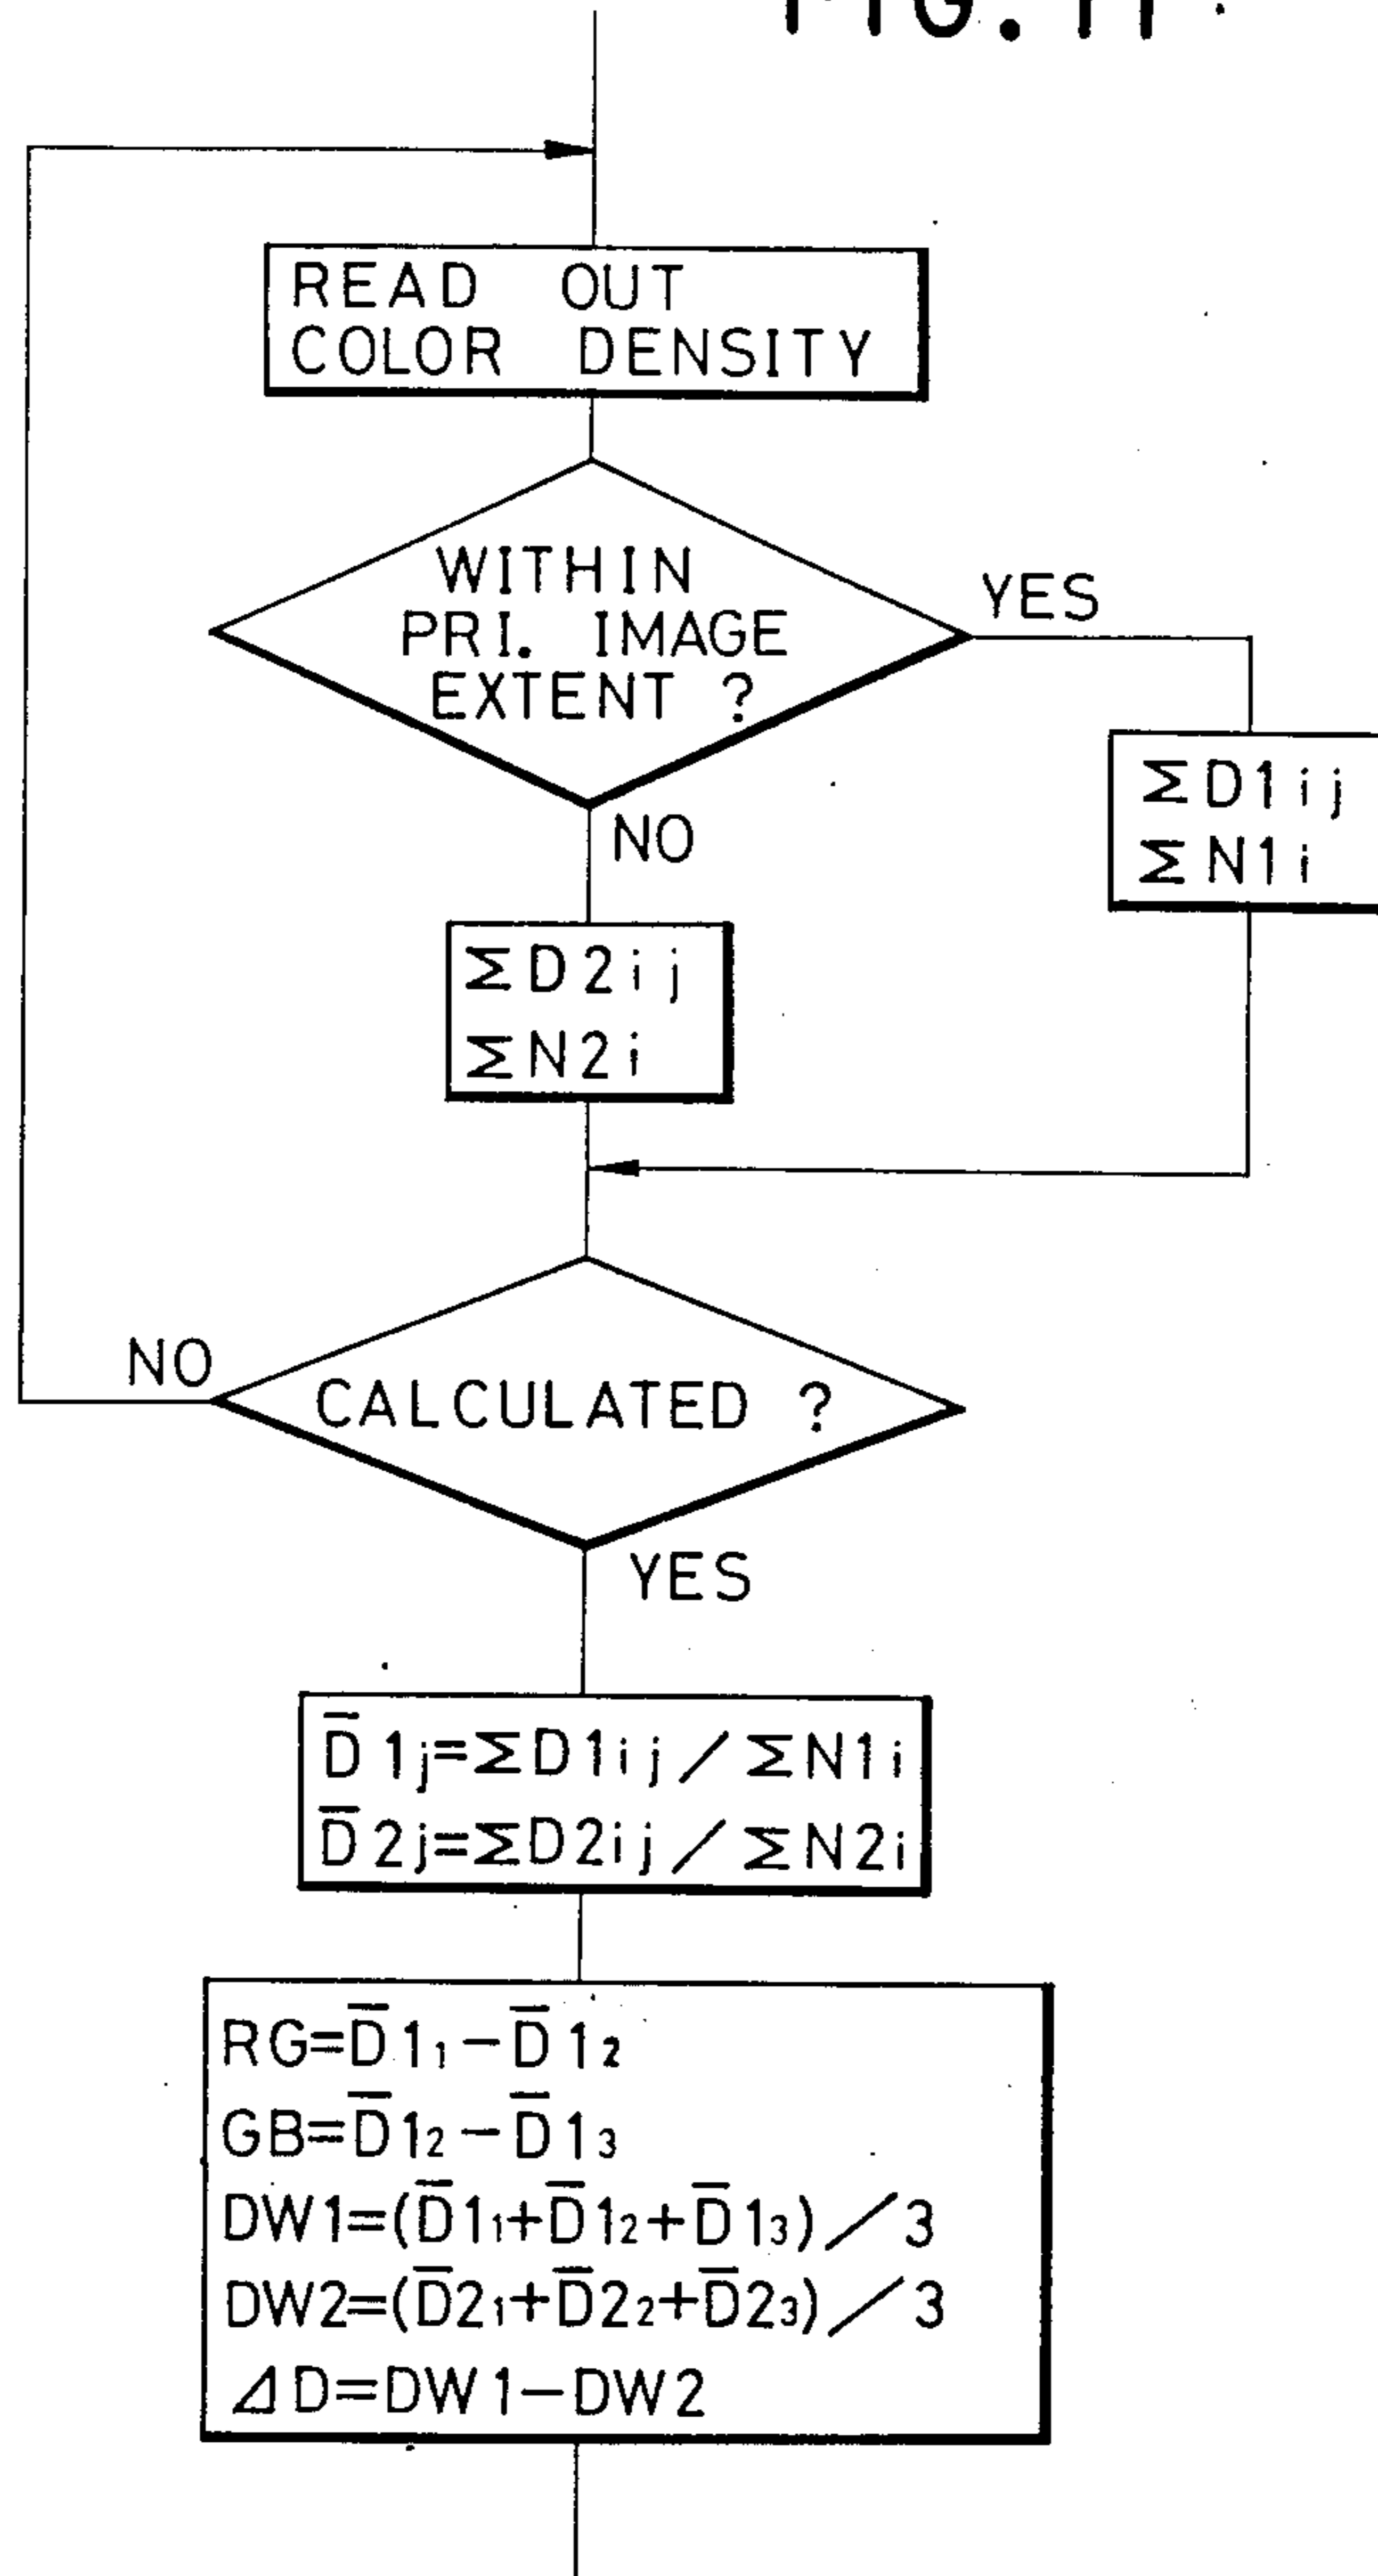 FIG. 11
READ OUT
COLOR DENSITY
WITHIN
PRI. IMAGE
EXTENT ?
YES
ΣD1ij
ΣN1i
NO
ΣD2ij
ΣN2i
NO
CALCULATED ?
YES
D̅1j=ΣD1ij/ΣN1i
D̅2j=ΣD2ij/ΣN2i
RG=D̅1₁-D̅1₂
GB=D̅1₂-D̅1₃
DW1=(D̅1₁+D̅1₂+D̅1₃)/3
DW2=(D̅2₁+D̅2₂+D̅2₃)/3
ΔD=DW1-DW2